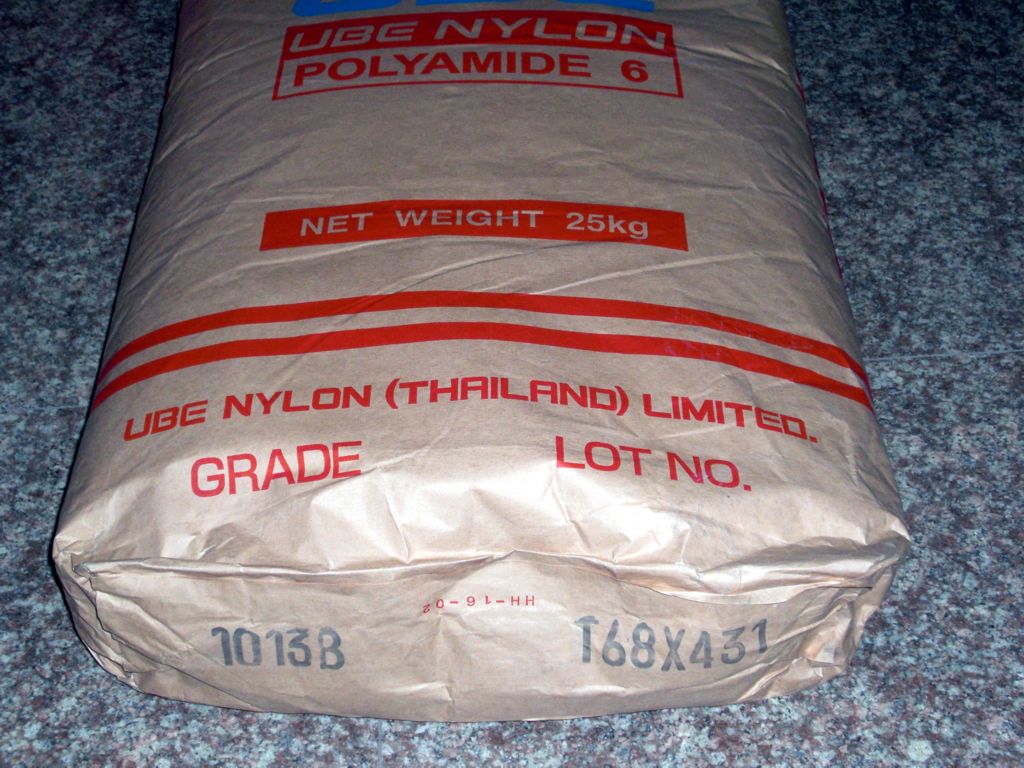 UBE
UBE NYLON
POLYAMIDE 6
NET WEIGHT 25kg
UBE NYLON (THAILAND) LIMITED.
GRADE LOT NO.
HH-16-02
1013B T68X431